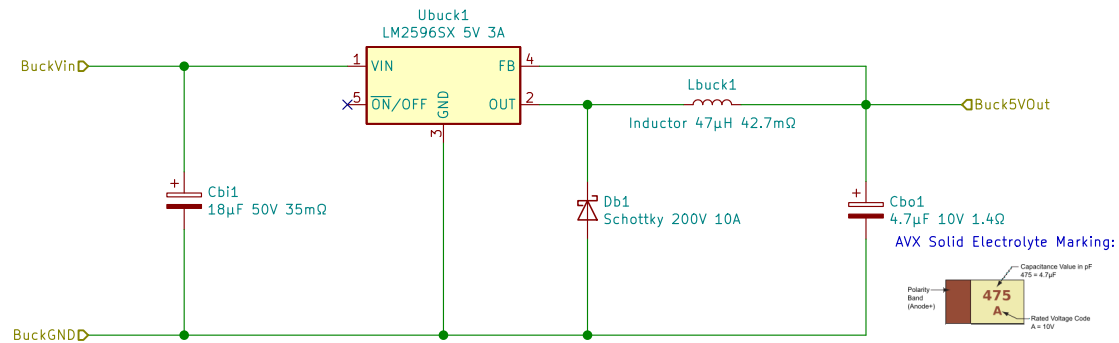 Ubuck1
LM2596SX 5V 3A
BuckVin
1
VIN
FB
4
5
ON/OFF
GND
OUT
2
3
Lbuck1
Inductor 47µH 42.7mΩ
Buck5VOut
Cbi1
18µF 50V 35mΩ
Db1
Schottky 200V 10A
Cbo1
4.7µF 10V 1.4Ω
AVX Solid Electrolyte Marking:
Capacitance Value in pF
475 = 4.7µF
Polarity
Band
(Anode+)
475
A
Rated Voltage Code
A = 10V
BuckGND